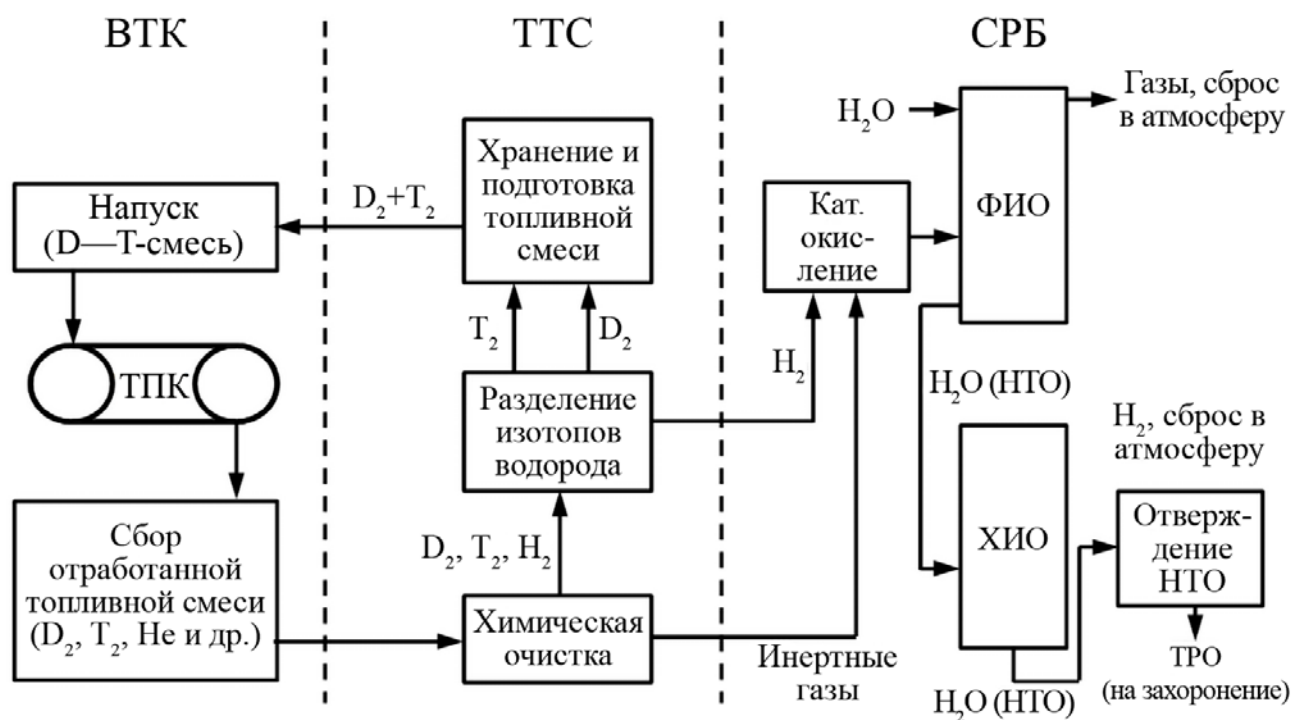 ВТК
ТТС
СРБ
Напуск
(D—T-смесь)
ТПК
Сбор
отработанной
топливной смеси
(D₂, T₂, He и др.)
D₂+T₂
Хранение и
подготовка
топливной
смеси
T₂
D₂
Разделение
изотопов
водорода
D₂, T₂, H₂
Химическая
очистка
H₂O
Кат.
окис-
ление
H₂
Инертные
газы
ФИО
Газы, сброс
в атмосферу
H₂O (HTO)
ХИО
H₂, сброс в
атмосферу
Отверж-
дение
НТО
ТРО
(на захоронение)
H₂O (HTO)